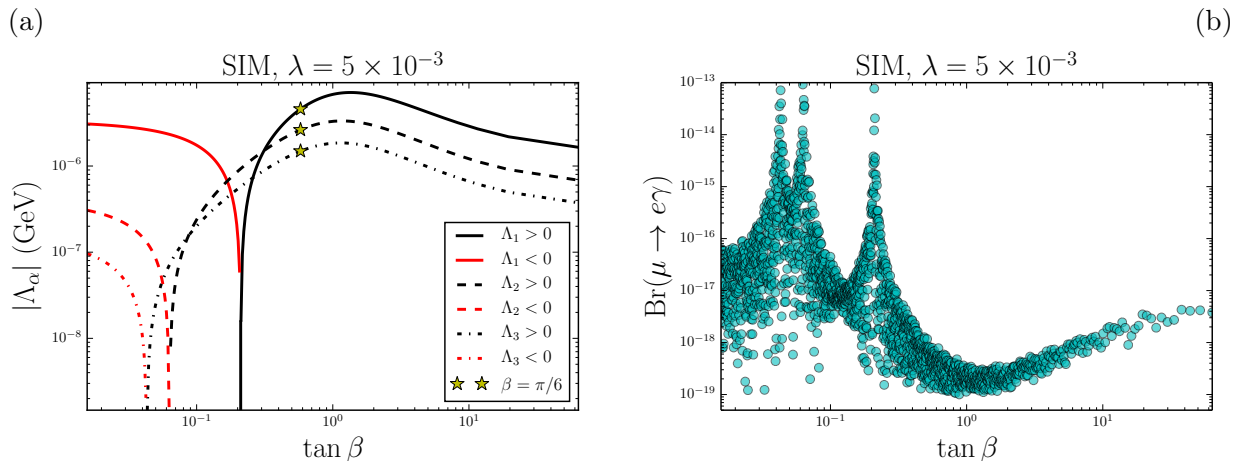 (a)
SIM, λ = 5 × 10⁻³
|Λ_α| (GeV)
10⁻⁶
10⁻⁷
10⁻⁸
10⁻¹ 10⁰ 10¹
tan β
Λ₁ > 0
Λ₁ < 0
Λ₂ > 0
Λ₂ < 0
Λ₃ > 0
Λ₃ < 0
β = π/6
(b)
SIM, λ = 5 × 10⁻³
Br(μ → eγ)
10⁻¹³
10⁻¹⁴
10⁻¹⁵
10⁻¹⁶
10⁻¹⁷
10⁻¹⁸
10⁻¹⁹
10⁻¹ 10⁰ 10¹
tan β